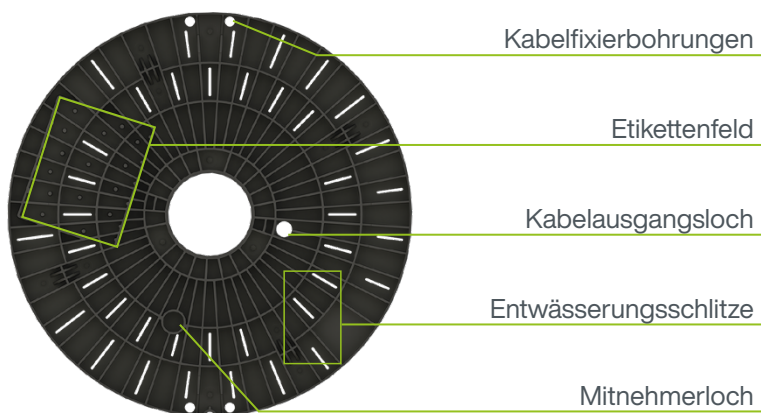 Kabelfixierbohrungen
Etikettenfeld
Kabelausgangsloch
Entwässerungsschlitze
Mitnehmerloch